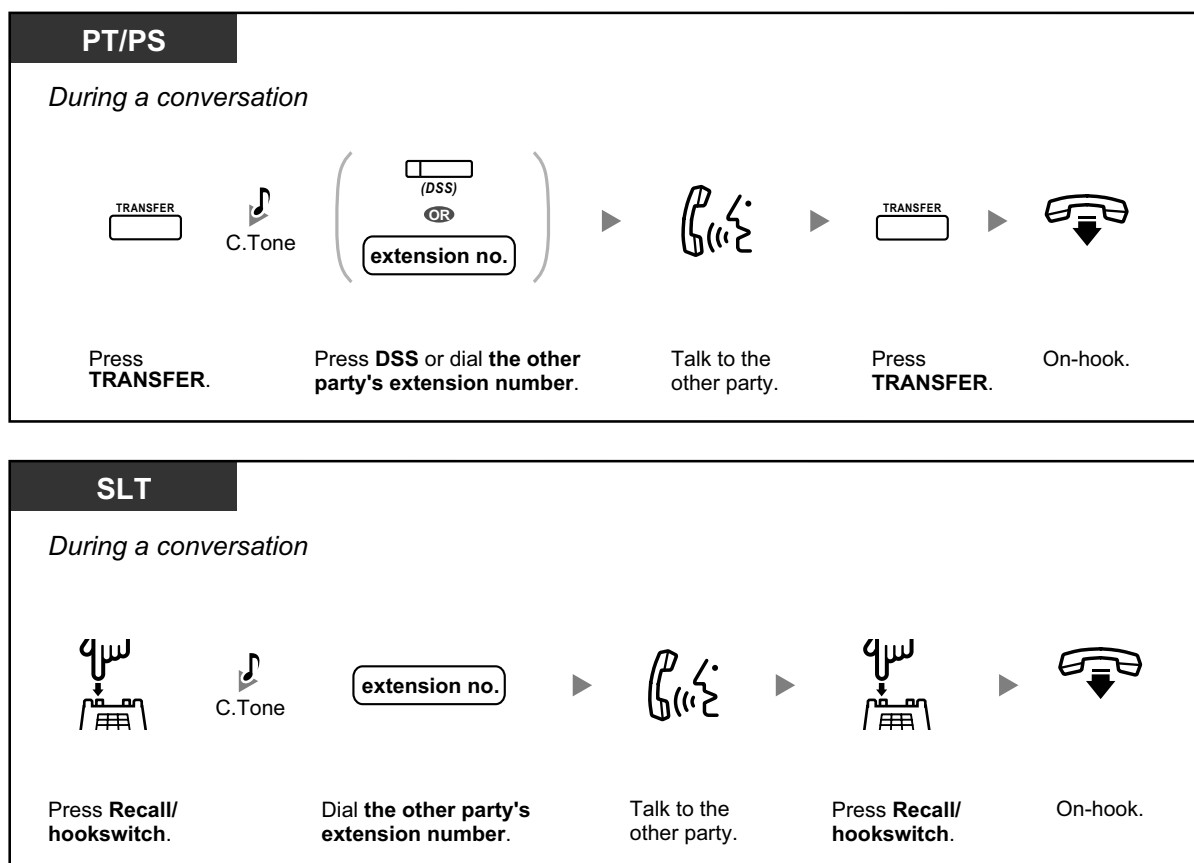 PT/PS
During a conversation
TRANSFER
C.Tone
(DSS)
OR
extension no.
TRANSFER
Press
TRANSFER.
Press DSS or dial the other
party's extension number.
Talk to the
other party.
Press
TRANSFER.
On-hook.
SLT
During a conversation
C.Tone
extension no.
Press Recall/
hookswitch.
Dial the other party's
extension number.
Talk to the
other party.
Press Recall/
hookswitch.
On-hook.